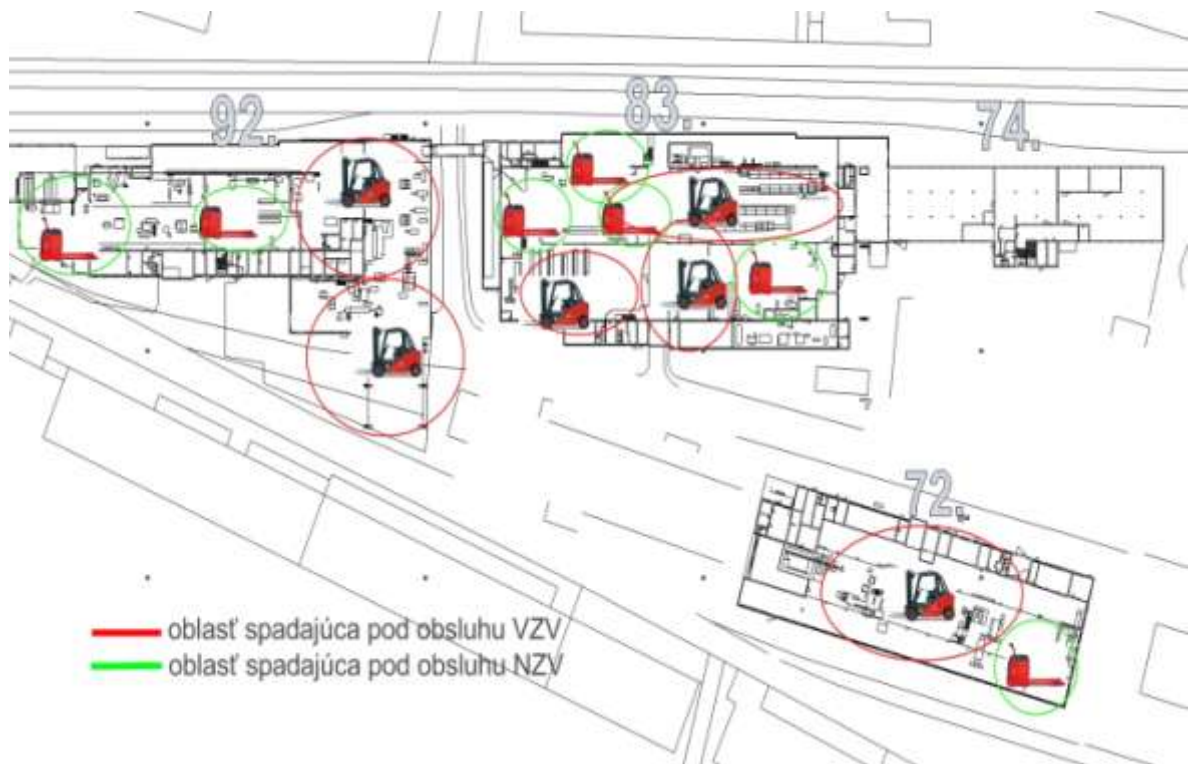 92.
83.
74.
72.
oblasť spadajúca pod obsluhu VZV
oblasť spadajúca pod obsluhu NZV